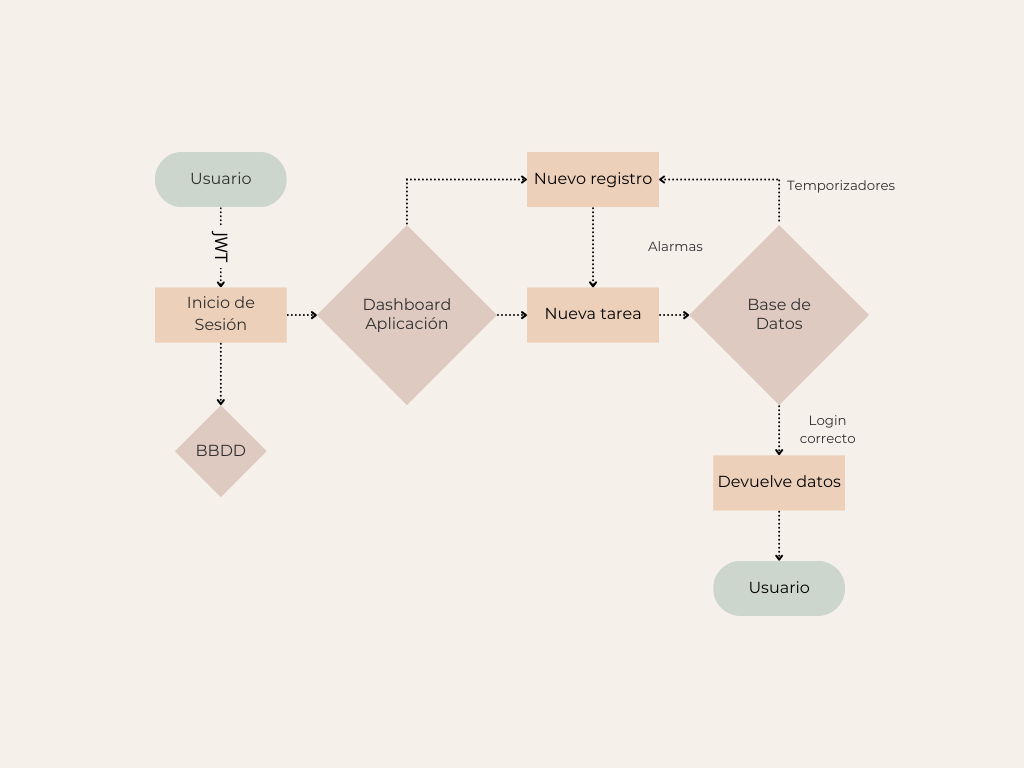 Usuario
JWT
Inicio de
Sesión
BBDD
Dashboard
Aplicación
Nuevo registro
Nueva tarea
Alarmas
Temporizadores
Base de
Datos
Login
correcto
Devuelve datos
Usuario